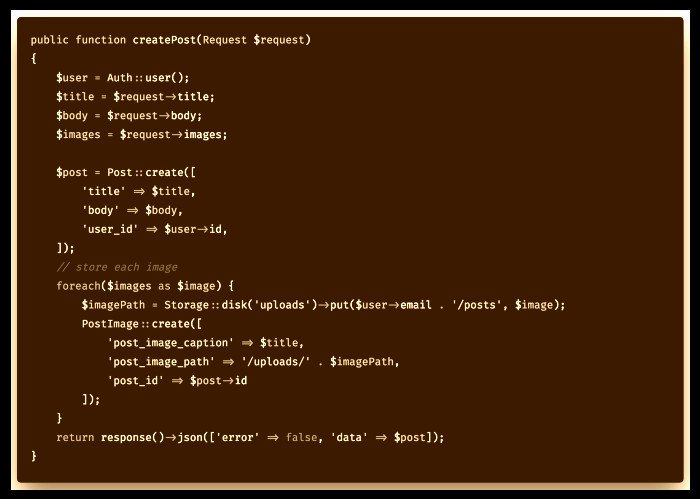 public function createPost(Request $request)
{
    $user = Auth::user();
    $title = $request->title;
    $body = $request->body;
    $images = $request->images;

    $post = Post::create([
        'title' => $title,
        'body' => $body,
        'user_id' => $user->id,
    ]);
    // store each image
    foreach($images as $image) {
        $imagePath = Storage::disk('uploads')->put($user->email . '/posts', $image);
        PostImage::create([
            'post_image_caption' => $title,
            'post_image_path' => '/uploads/' . $imagePath,
            'post_id' => $post->id
        ]);
    }
    return response()->json(['error' => false, 'data' => $post]);
}